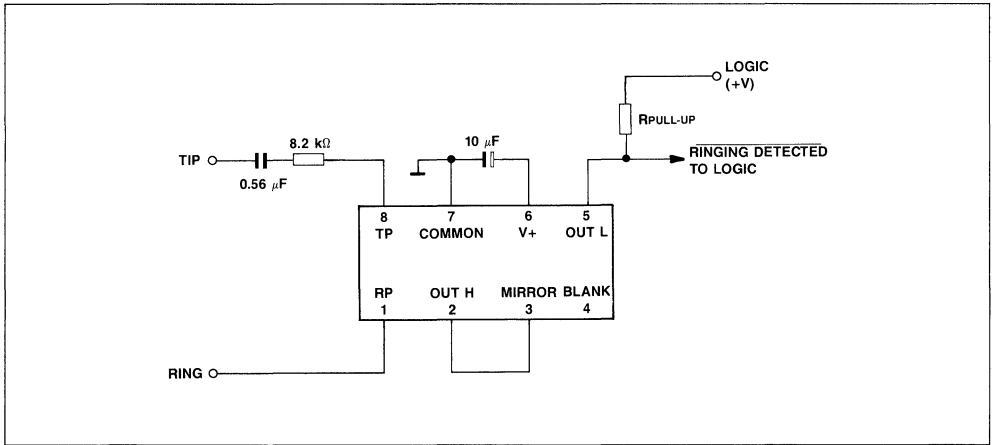 LOGIC
(+V)
RPULL-UP
8.2 kΩ
10 μF
TIP
RINGING DETECTED
TO LOGIC
0.56 μF
8 7 6 5
TP COMMON V+ OUT L
RP OUT H MIRROR BLANK
1 2 3 4
RING